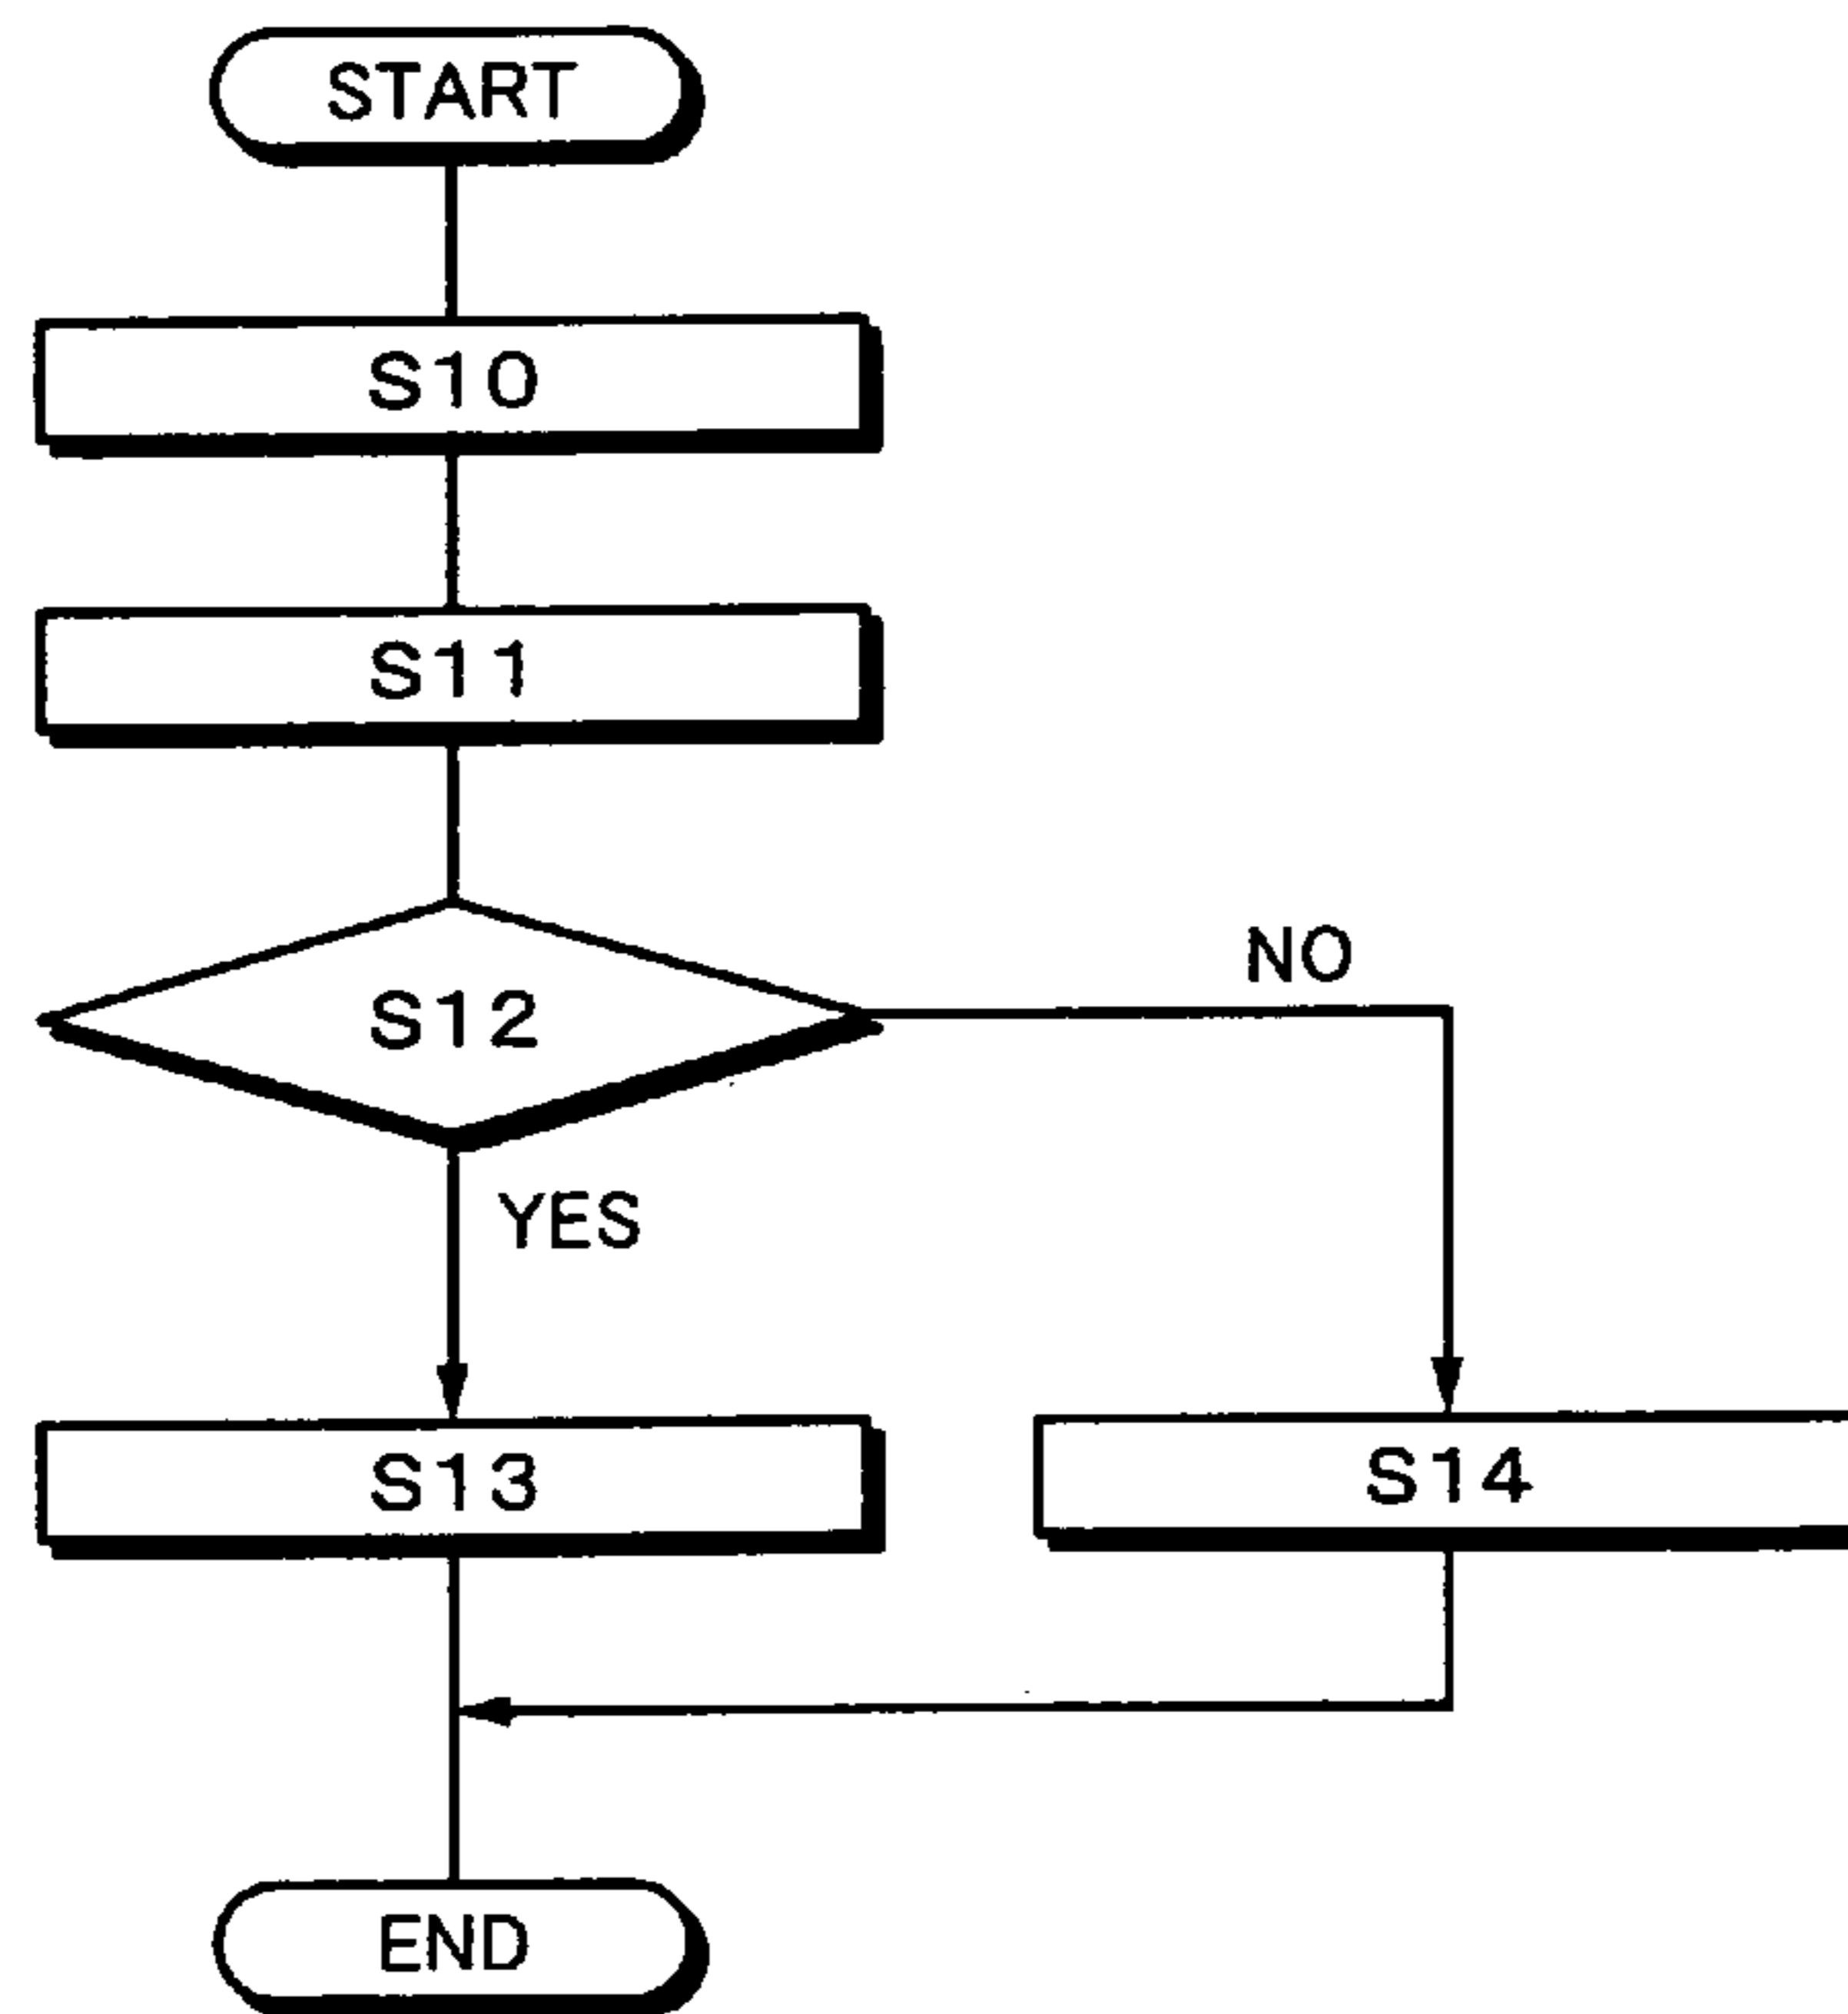 START
S10
S11
S12
NO
YES
S13
S14
END